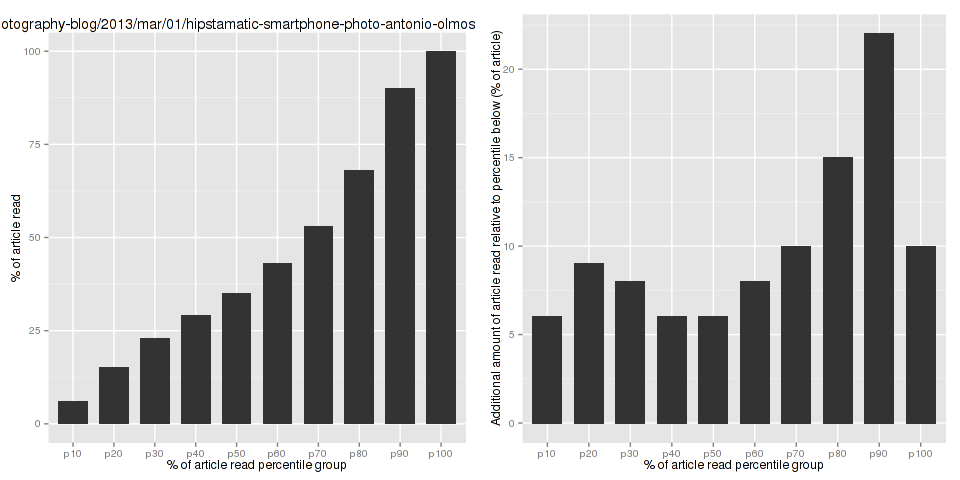 otography-blog/2013/mar/01/hipstamatic-smartphone-photo-antonio-olmos
% of article read
100
75
50
25
0
p10 p20 p30 p40 p50 p60 p70 p80 p90 p100
% of article read percentile group
Additional amount of article read relative to percentile below (% of article)
20
15
10
5
0
p10 p20 p30 p40 p50 p60 p70 p80 p90 p100
% of article read percentile group